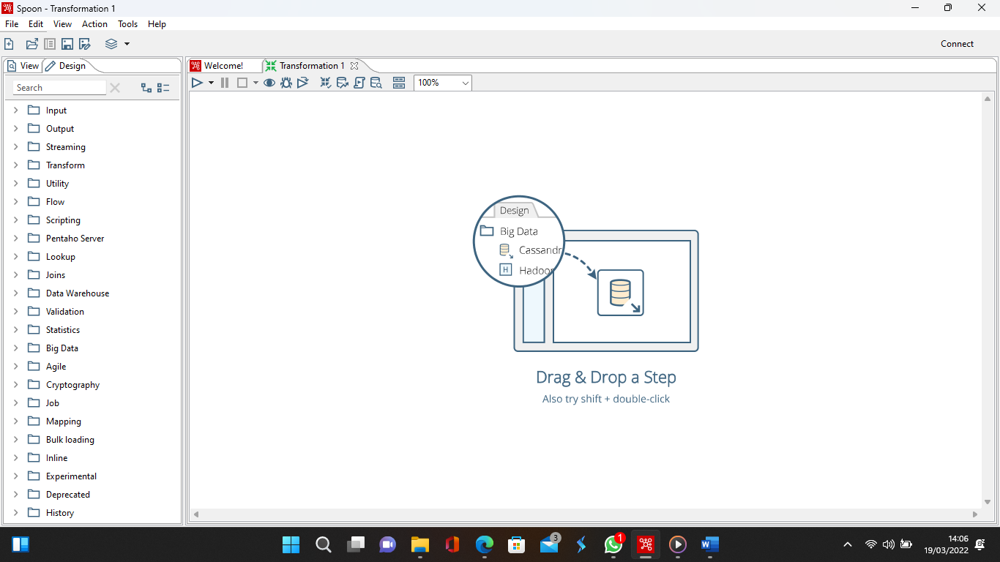 Spoon - Transformation 1
File Edit View Action Tools Help
Connect
View Design
Welcome! Transformation 1
Search
100%
Input
Output
Streaming
Transform
Utility
Flow
Scripting
Pentaho Server
Lookup
Joins
Data Warehouse
Validation
Statistics
Big Data
Agile
Cryptography
Job
Mapping
Bulk loading
Inline
Experimental
Deprecated
History
Design
Big Data
Cassandr
H Hadoop
Drag & Drop a Step
Also try shift + double-click
3
1
W
14:06
19/03/2022